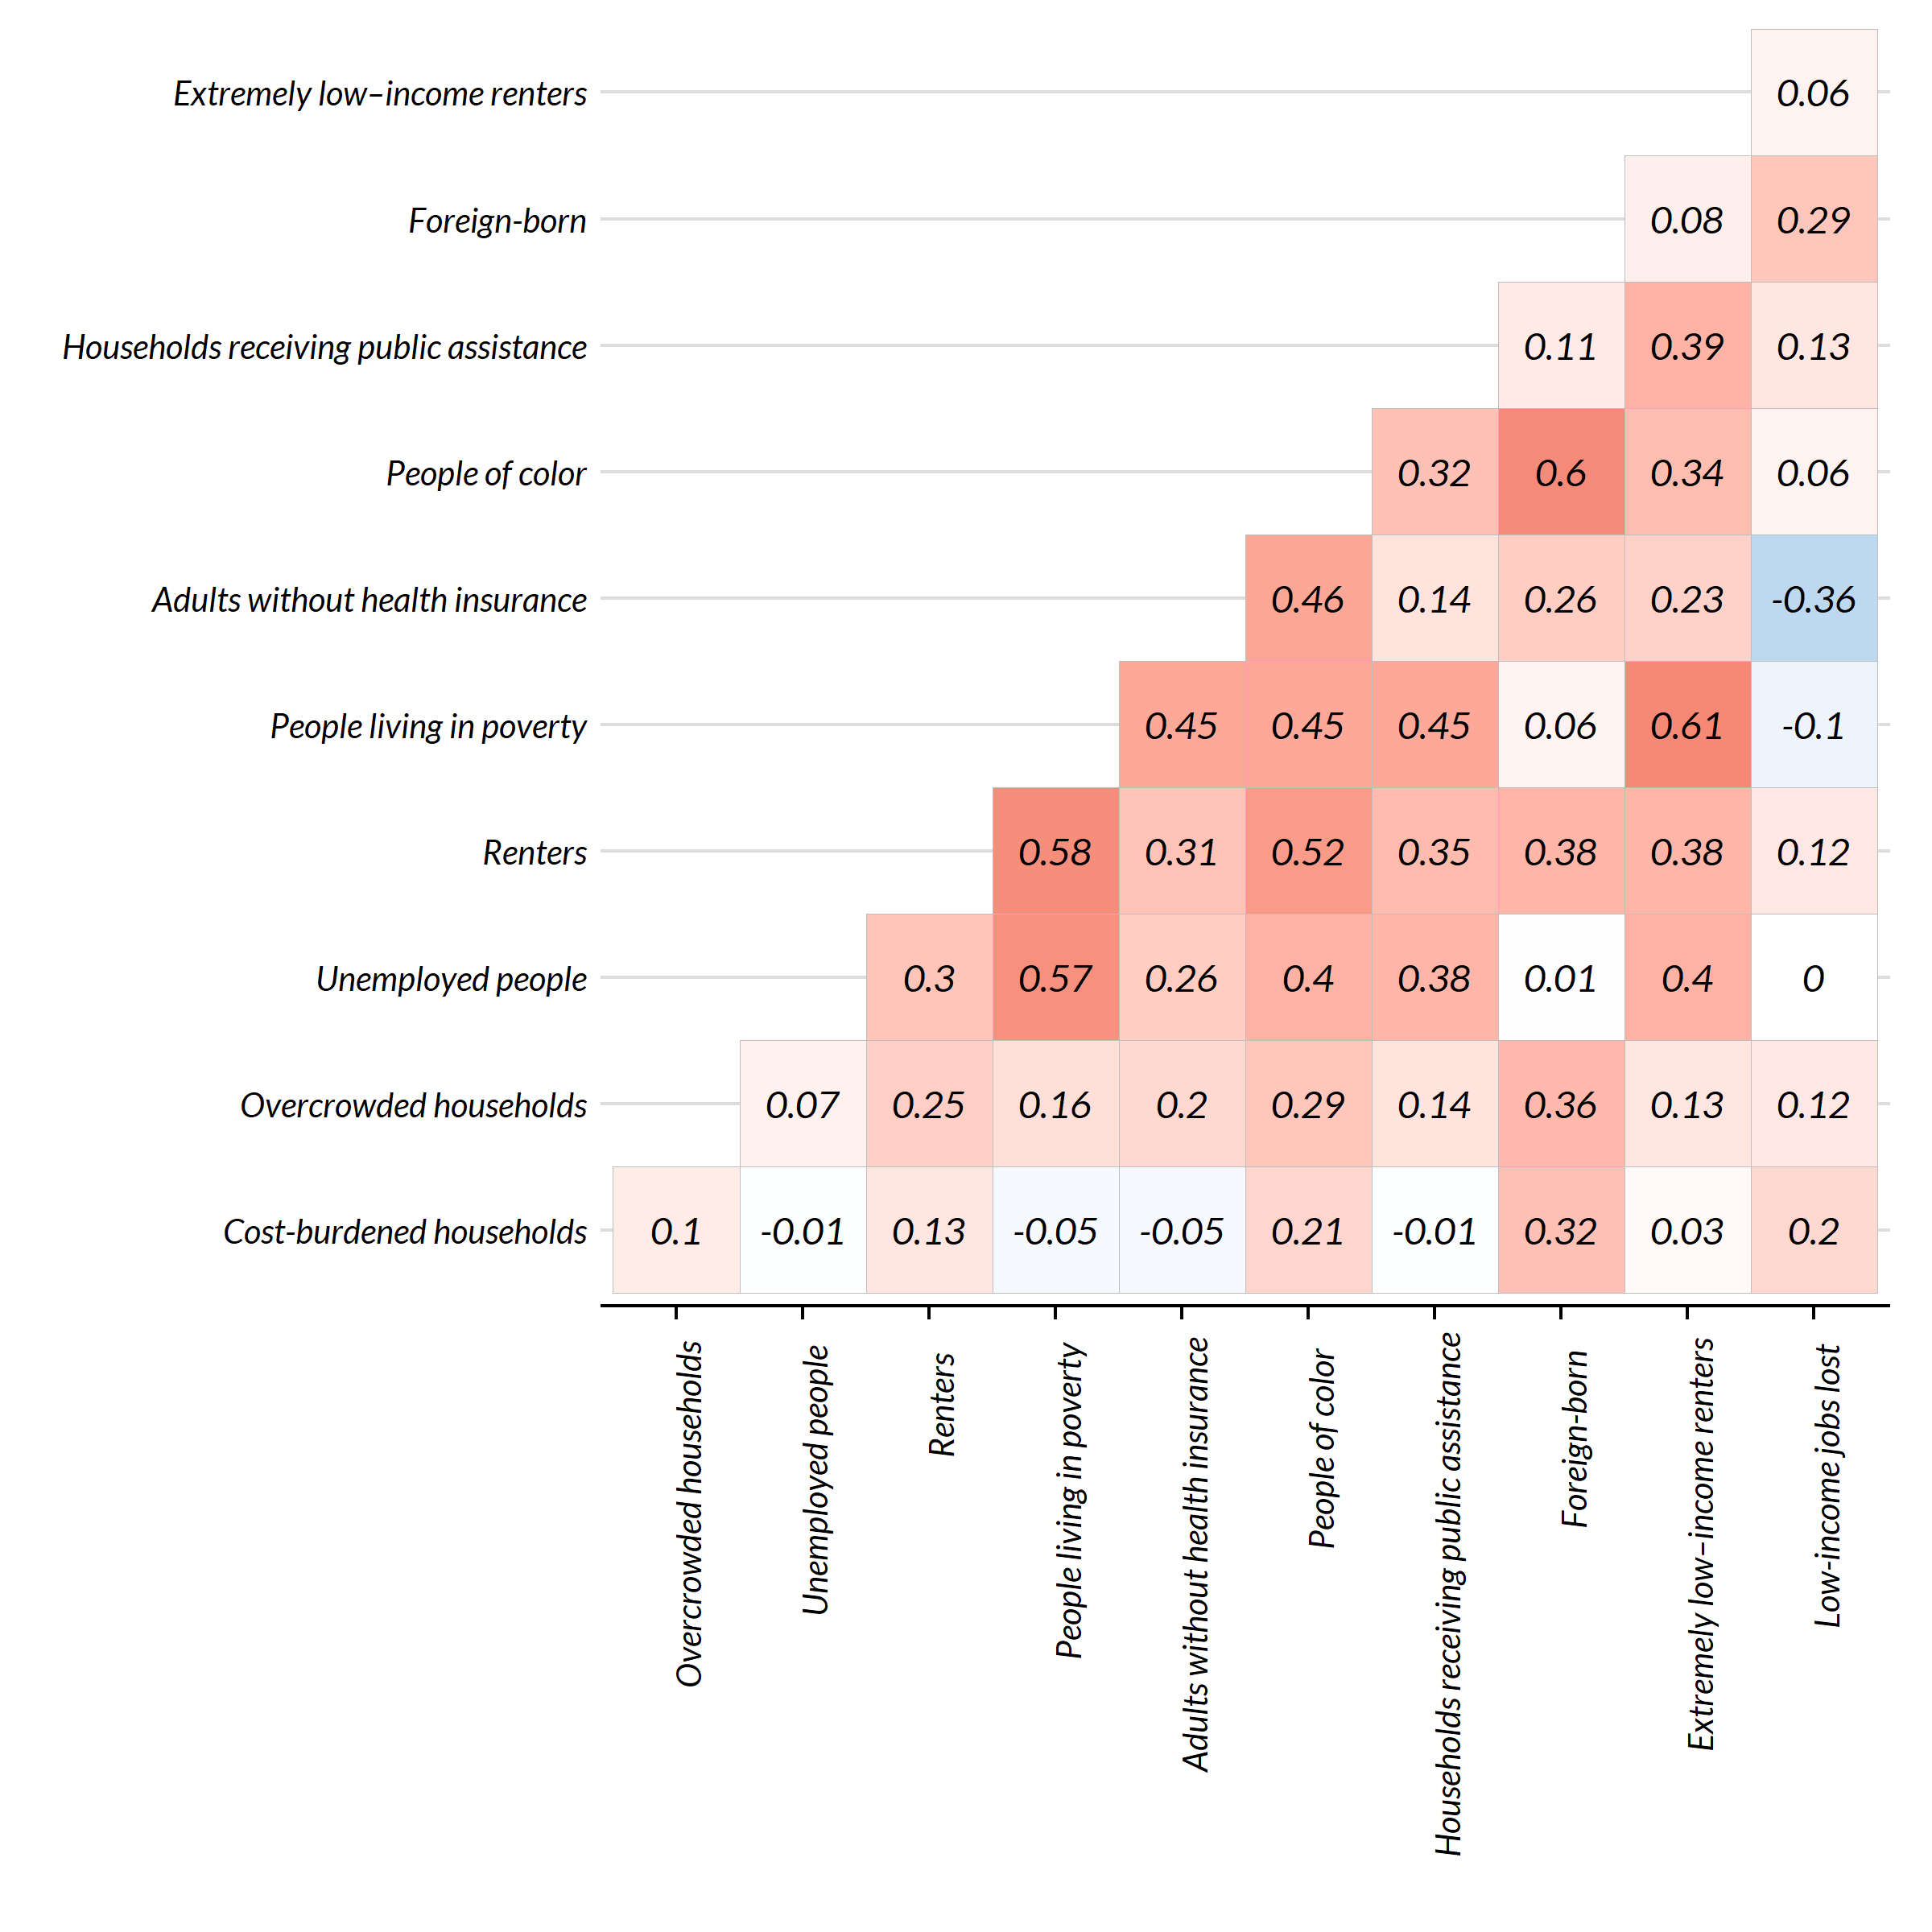 Extremely low–income renters 0.06
Foreign-born 0.08 0.29
Households receiving public assistance 0.11 0.39 0.13
People of color 0.32 0.6 0.34 0.06
Adults without health insurance 0.46 0.14 0.26 0.23 -0.36
People living in poverty 0.45 0.45 0.45 0.06 0.61 -0.1
Renters 0.58 0.31 0.52 0.35 0.38 0.38 0.12
Unemployed people 0.3 0.57 0.26 0.4 0.38 0.01 0.4 0
Overcrowded households 0.07 0.25 0.16 0.2 0.29 0.14 0.36 0.13 0.12
Cost-burdened households 0.1 -0.01 0.13 -0.05 -0.05 0.21 -0.01 0.32 0.03 0.2
Overcrowded households
Unemployed people
Renters
People living in poverty
Adults without health insurance
People of color
Households receiving public assistance
Foreign-born
Extremely low–income renters
Low-income jobs lost